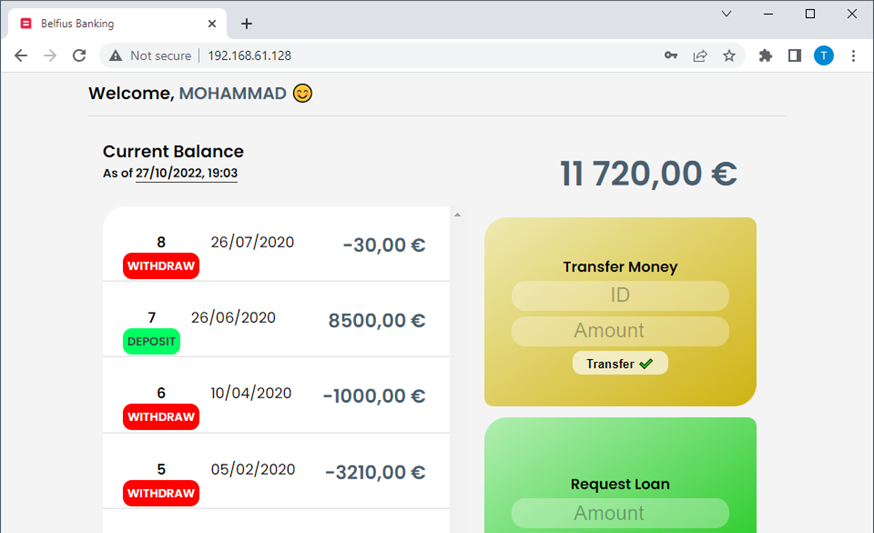 Belfius Banking
Not secure 192.168.61.128
T
Welcome, MOHAMMAD 😊
Current Balance
As of 27/10/2022, 19:03
11 720,00 €
8 26/07/2020 -30,00 €
WITHDRAW
7 26/06/2020 8500,00 €
DEPOSIT
6 10/04/2020 -1000,00 €
WITHDRAW
5 05/02/2020 -3210,00 €
WITHDRAW
Transfer Money
ID
Amount
Transfer ✔
Request Loan
Amount